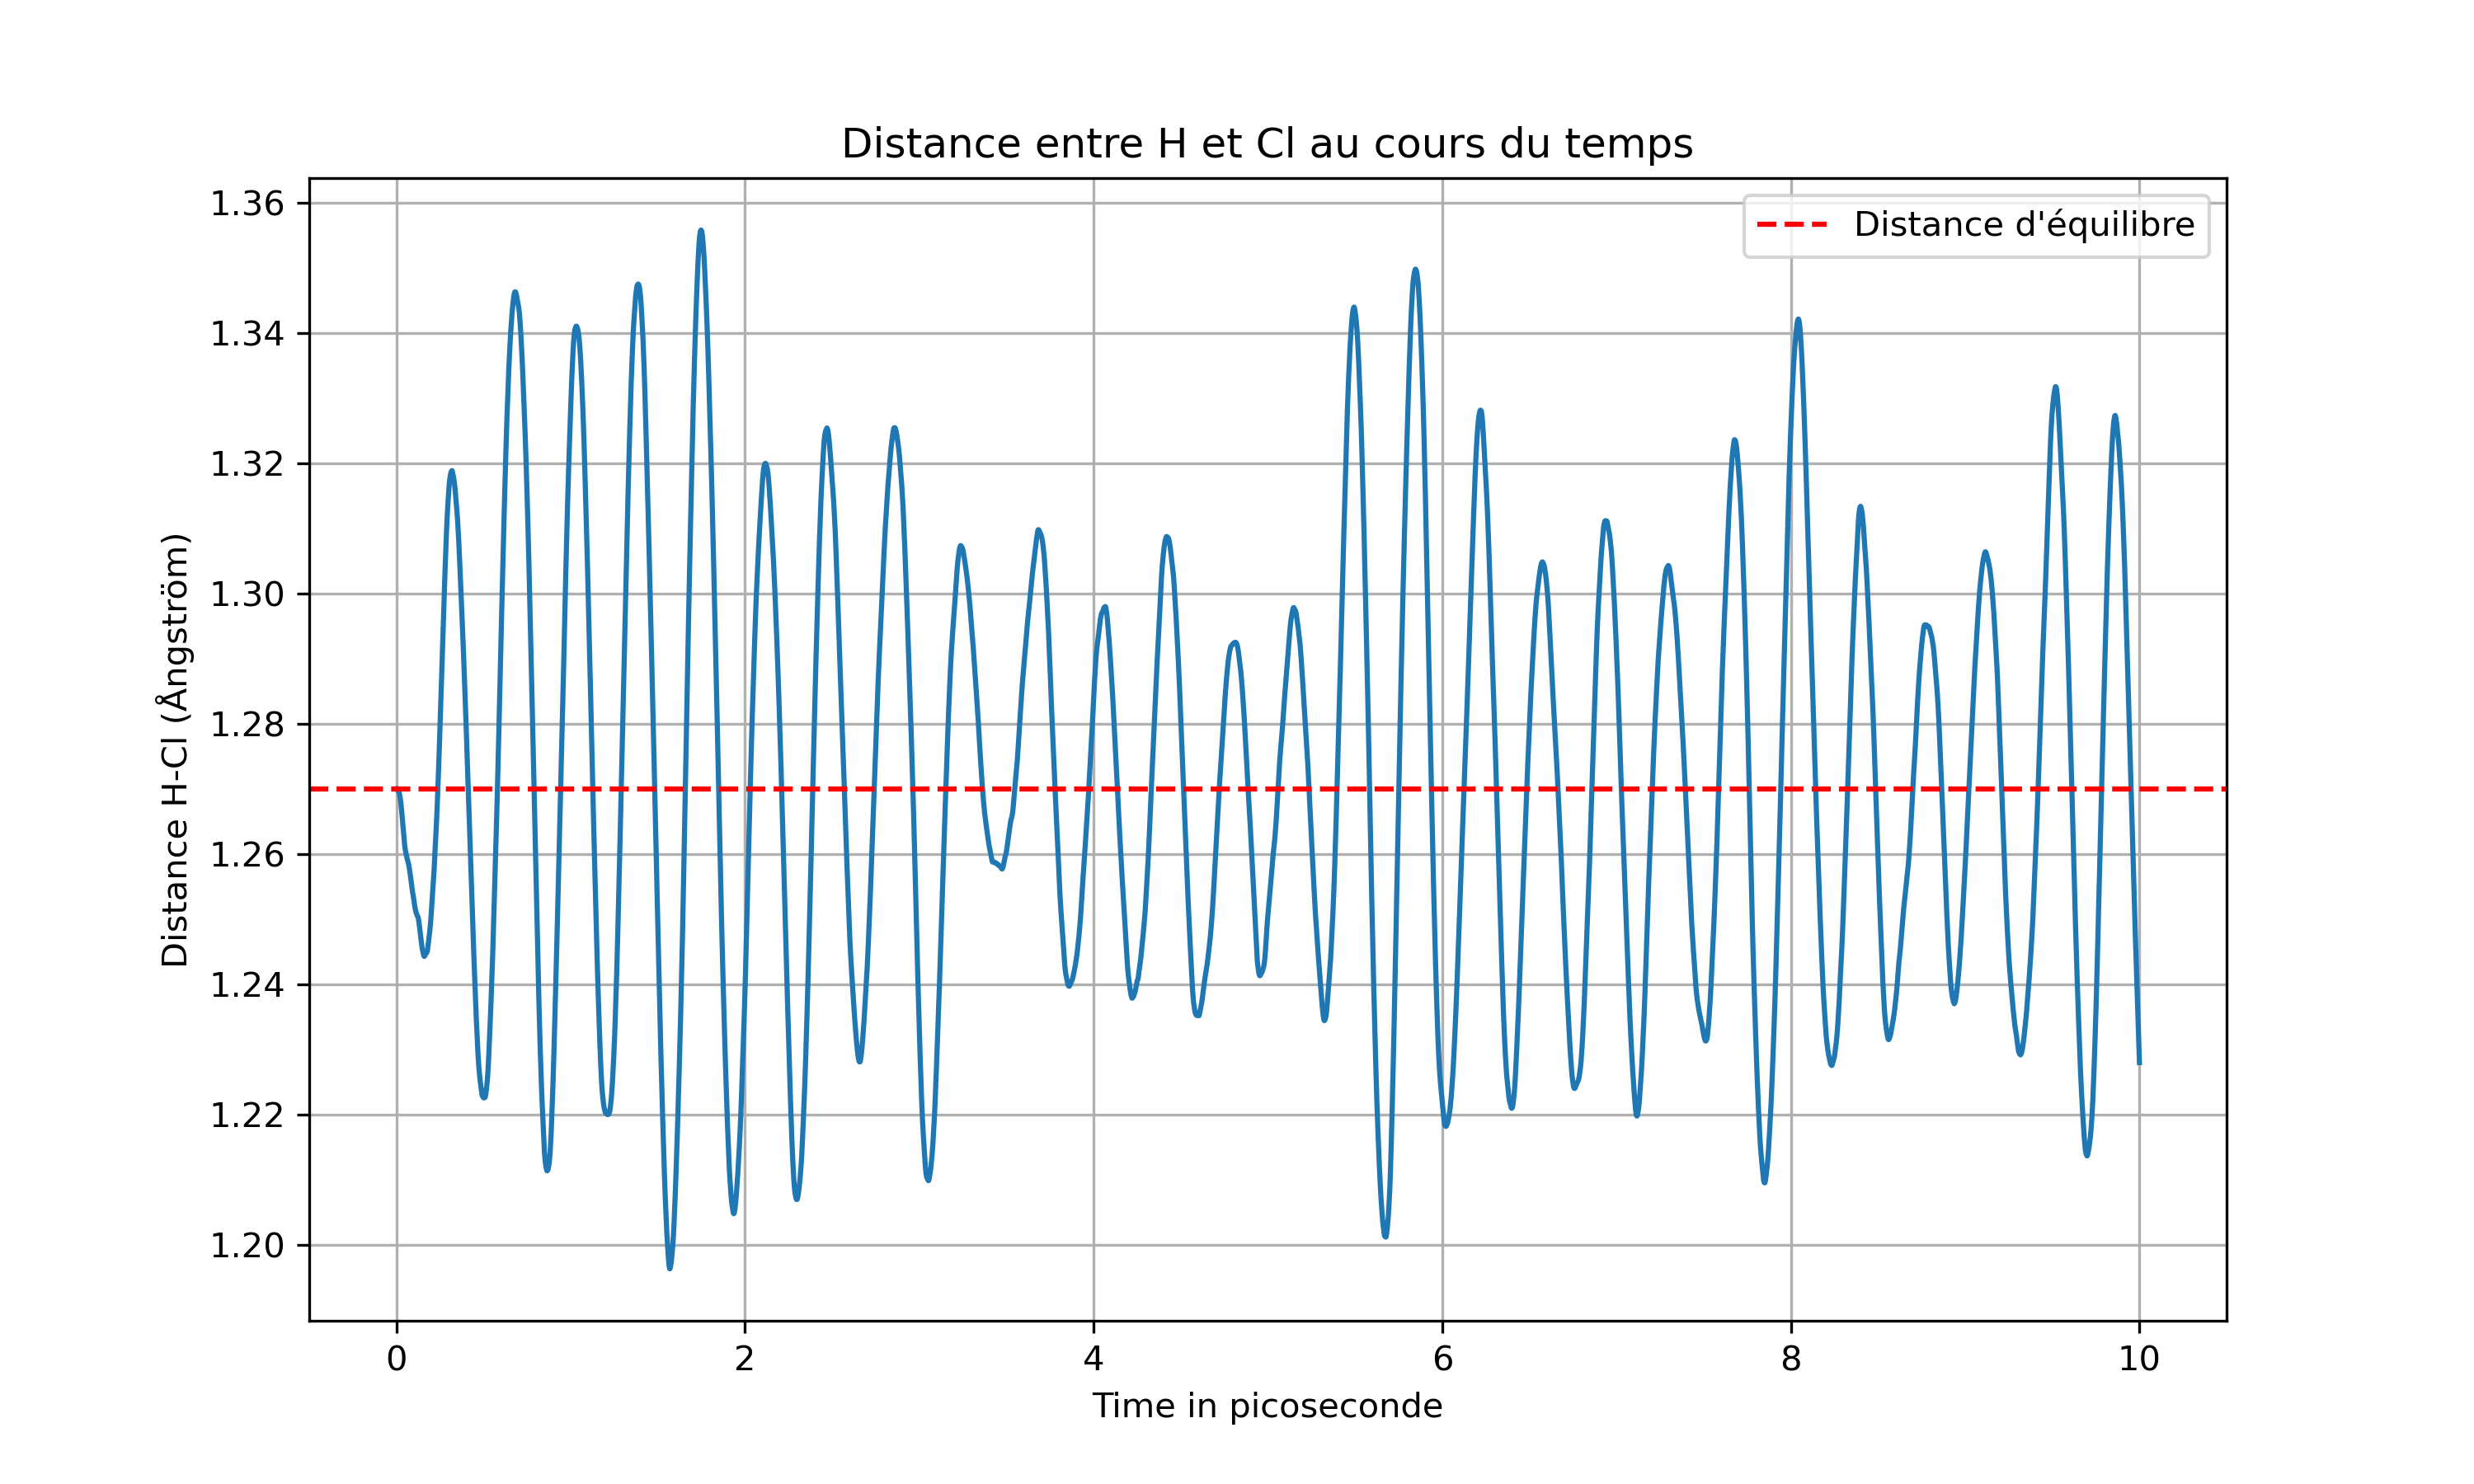 Distance entre H et Cl au cours du temps
Distance d'équilibre
Distance H-Cl (Ångström)
1.36
1.34
1.32
1.30
1.28
1.26
1.24
1.22
1.20
0 2 4 6 8 10
Time in picoseconde